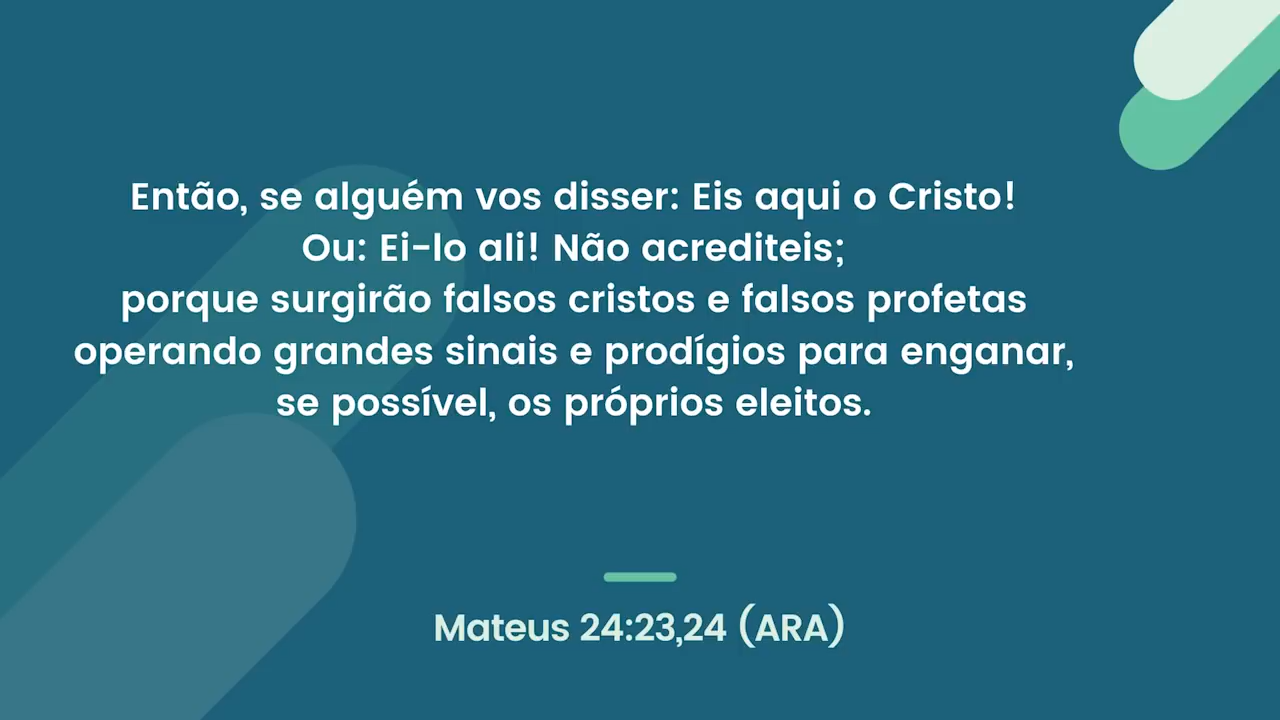 Então, se alguém vos disser: Eis aqui o Cristo!
Ou: Ei-lo ali! Não acrediteis;
porque surgirão falsos cristos e falsos profetas
operando grandes sinais e prodígios para enganar,
se possível, os próprios eleitos.
Mateus 24:23,24 (ARA)